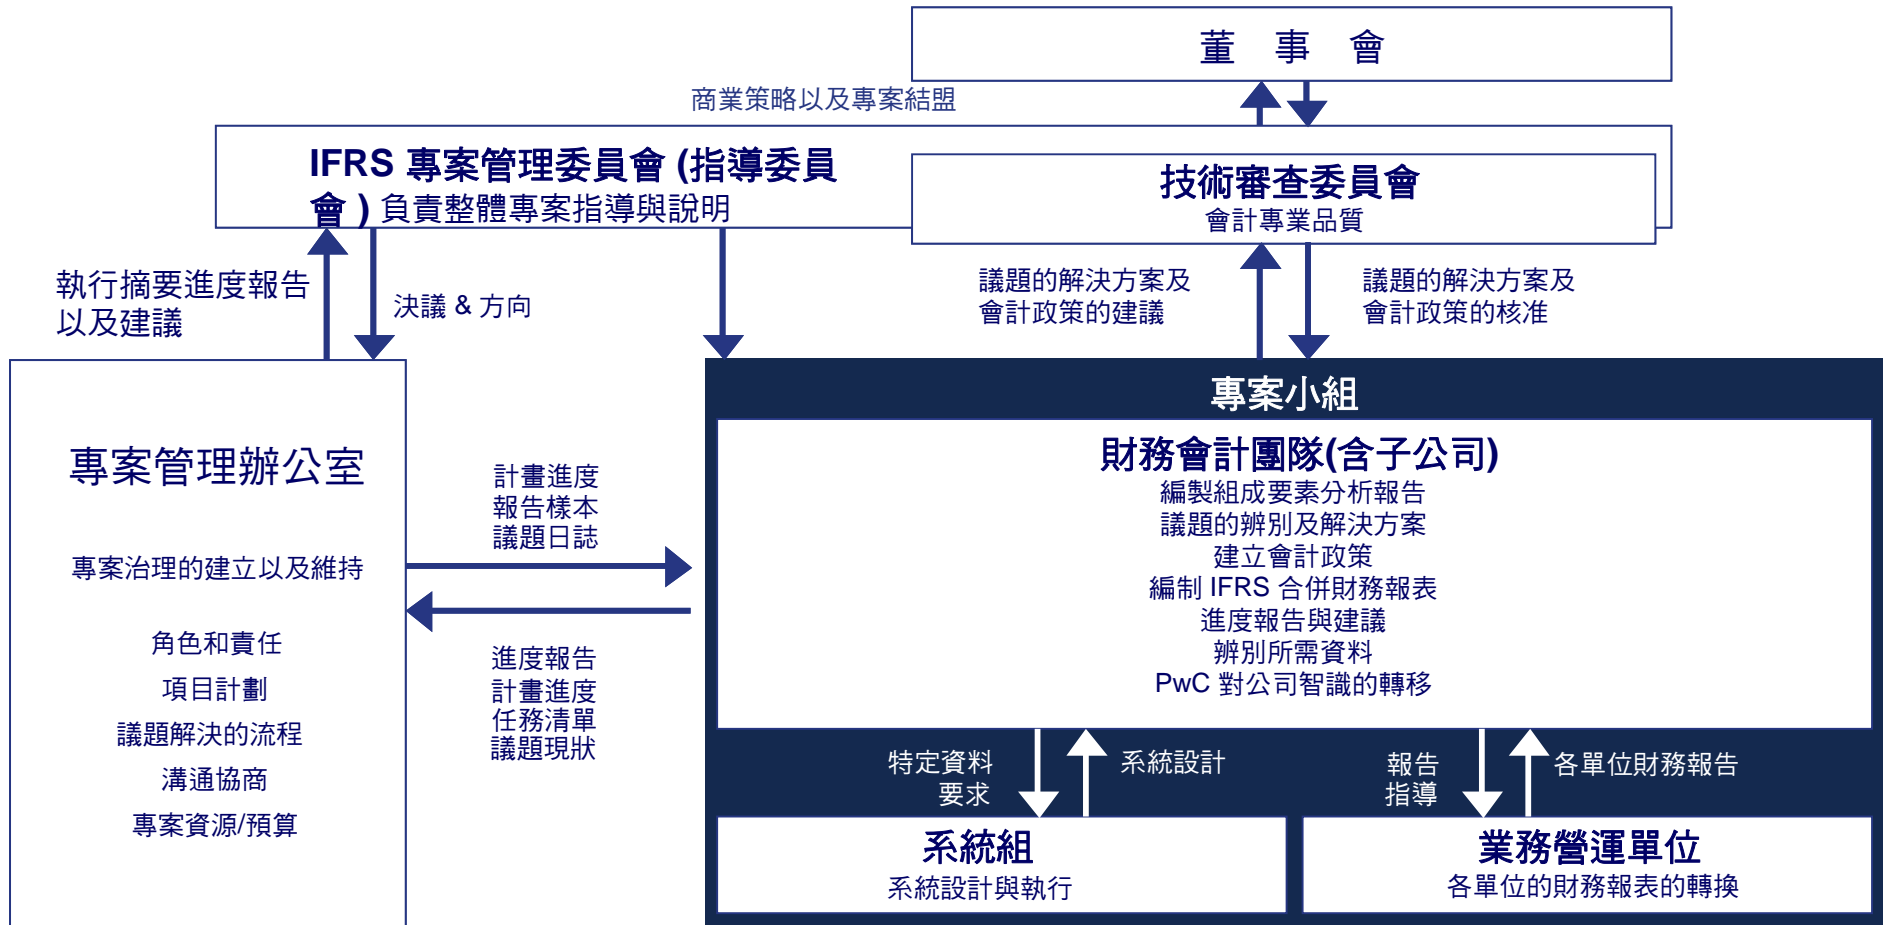 董 事 會
商業策略以及專案結盟
IFRS 專案管理委員會 (指導委員
會 ) 負責整體專案指導與說明
技術審查委員會
會計專業品質
執行摘要進度報告
以及建議
決議 & 方向
議題的解決方案及
會計政策的建議
議題的解決方案及
會計政策的核准
專案管理辦公室
專案治理的建立以及維持
角色和責任
項目計劃
議題解決的流程
溝通協商
專案資源/預算
計畫進度
報告樣本
議題日誌
進度報告
計畫進度
任務清單
議題現狀
專案小組
財務會計團隊(含子公司)
編製組成要素分析報告
議題的辨別及解決方案
建立會計政策
編制 IFRS 合併財務報表
進度報告與建議
辨別所需資料
PwC 對公司智識的轉移
特定資料
要求
系統設計
報告
指導
各單位財務報告
系統組
系統設計與執行
業務營運單位
各單位的財務報表的轉換